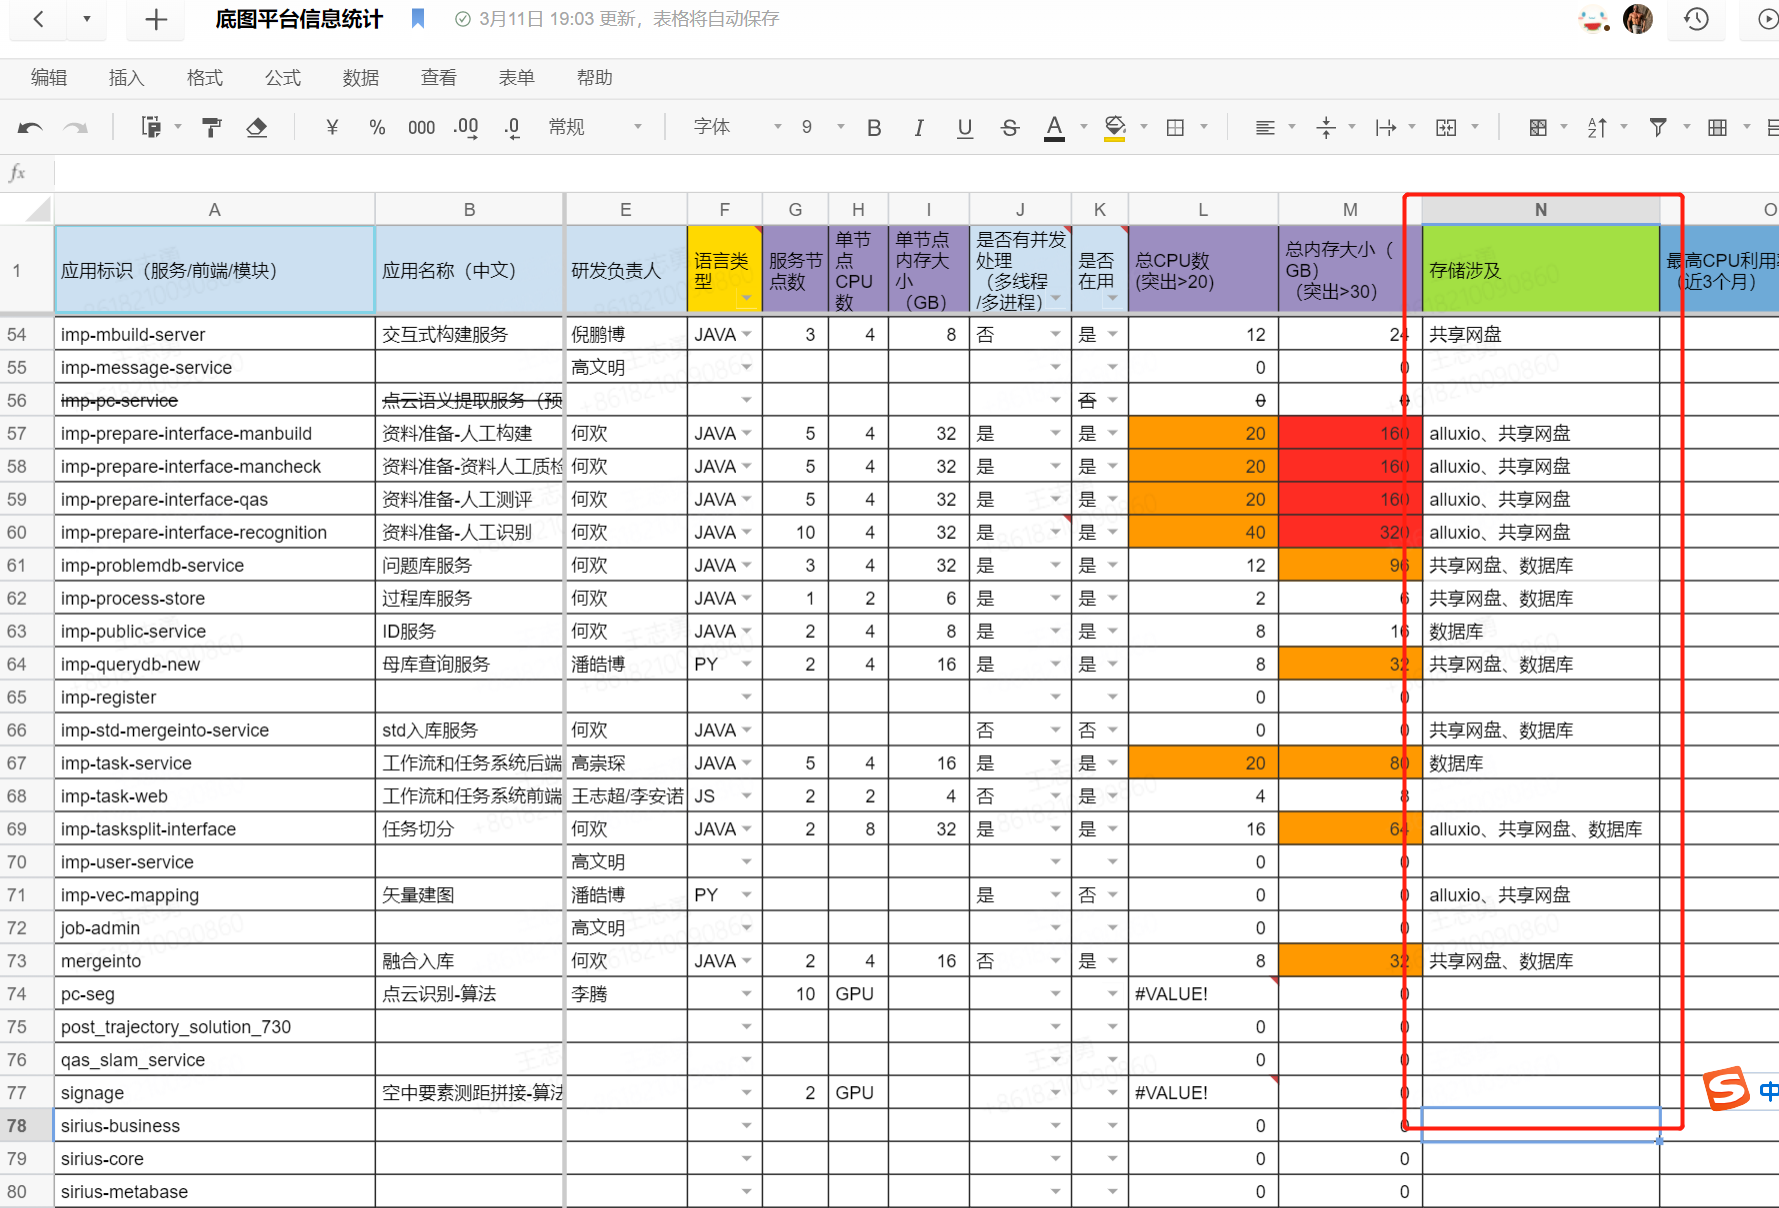 底图平台信息统计 3月11日 19:03 更新，表格将自动保存
编辑 插入 格式 公式 数据 查看 表单 帮助
¥ % 000 .00 .0 常规 字体 9 B I U S A
fx
A B E F G H I J K L M N O
1 应用标识（服务/前端/模块） 应用名称（中文） 研发负责人 语言类型 服务节点数 单节点CPU数 单节点内存大小（GB） 是否有并发处理（多线程/多进程） 是否在用 总CPU数(突出>20) 总内存大小（GB）（突出>30） 存储涉及 最高CPU利用 （近3个月）
54 imp-mbuild-server 交互式构建服务 倪鹏博 JAVA 3 4 8 否 是 12 24 共享网盘
55 imp-message-service 高文明 0 0
56 imp-pc-service 点云语义提取服务（预 否 0 0
57 imp-prepare-interface-manbuild 资料准备-人工构建 何欢 JAVA 5 4 32 是 是 20 160 alluxio、共享网盘
58 imp-prepare-interface-mancheck 资料准备-资料人工质检 何欢 JAVA 5 4 32 是 是 20 160 alluxio、共享网盘
59 imp-prepare-interface-qas 资料准备-人工测评 何欢 JAVA 5 4 32 是 是 20 160 alluxio、共享网盘
60 imp-prepare-interface-recognition 资料准备-人工识别 何欢 JAVA 10 4 32 是 是 40 320 alluxio、共享网盘
61 imp-problemdb-service 问题库服务 何欢 JAVA 3 4 32 是 是 12 96 共享网盘、数据库
62 imp-process-store 过程库服务 何欢 JAVA 1 2 6 是 是 2 6 共享网盘、数据库
63 imp-public-service ID服务 何欢 JAVA 2 4 8 是 是 8 16 数据库
64 imp-querydb-new 母库查询服务 潘皓博 PY 2 4 16 是 是 8 32 共享网盘、数据库
65 imp-register 0 0
66 imp-std-mergeinto-service std入库服务 何欢 JAVA 否 否 0 0 共享网盘、数据库
67 imp-task-service 工作流和任务系统后端 高崇琛 JAVA 5 4 16 是 是 20 80 数据库
68 imp-task-web 工作流和任务系统前端 王志超/李安诺 JS 2 2 4 否 是 4 8
69 imp-tasksplit-interface 任务切分 何欢 JAVA 2 8 32 是 是 16 64 alluxio、共享网盘、数据库
70 imp-user-service 高文明 0 0
71 imp-vec-mapping 矢量建图 潘皓博 PY 是 否 0 0 alluxio、共享网盘
72 job-admin 高文明 0 0
73 mergeinto 融合入库 何欢 JAVA 2 4 16 否 是 8 32 共享网盘、数据库
74 pc-seg 点云识别-算法 李腾 10 GPU #VALUE! 0
75 post_trajectory_solution_730 0 0
76 qas_slam_service 0 0
77 signage 空中要素测距拼接-算法 2 GPU #VALUE! 0
78 sirius-business 0 0
79 sirius-core 0 0
80 sirius-metabase 0 0
S 中
王志勇
+8618210090860